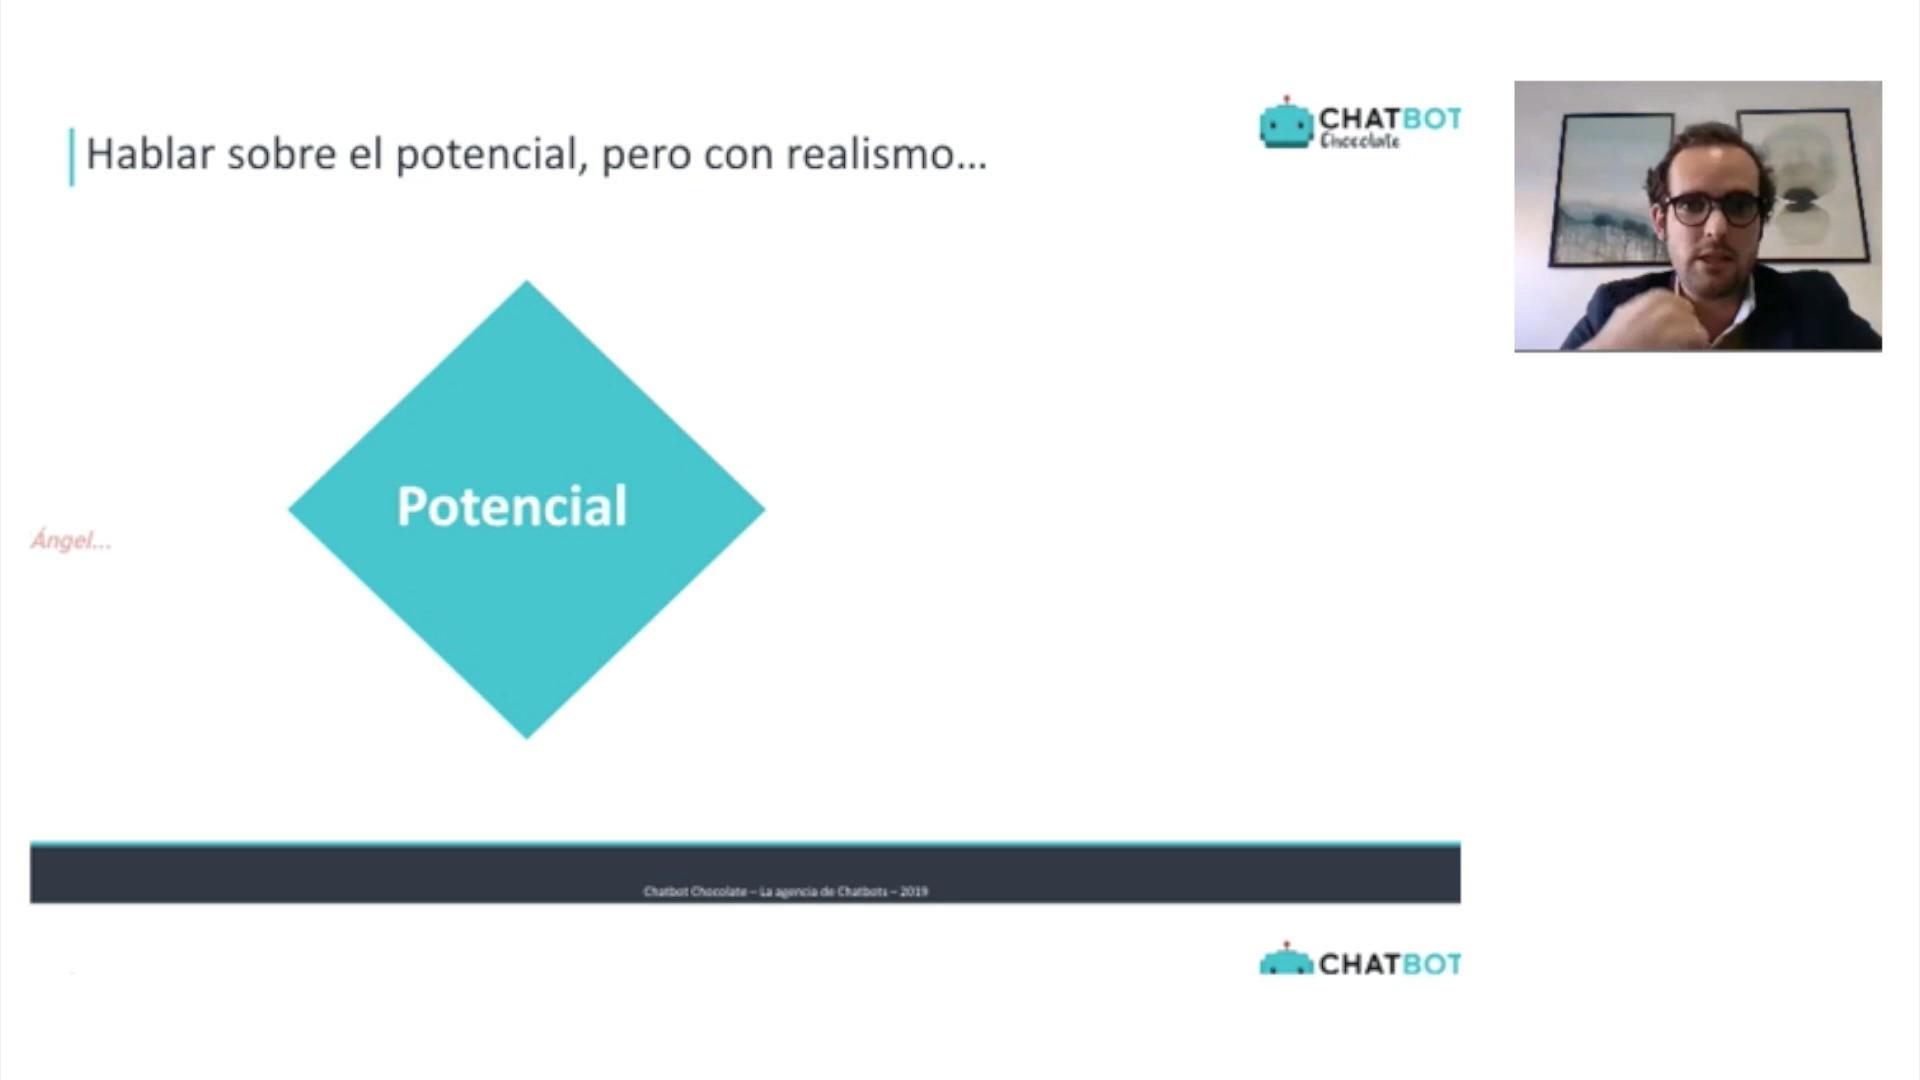 CHATBOT
Chocolate
Hablar sobre el potencial, pero con realismo...
Potencial
Ángel...
Chatbot Chocolate – La agencia de Chatbots – 2019
CHATBOT